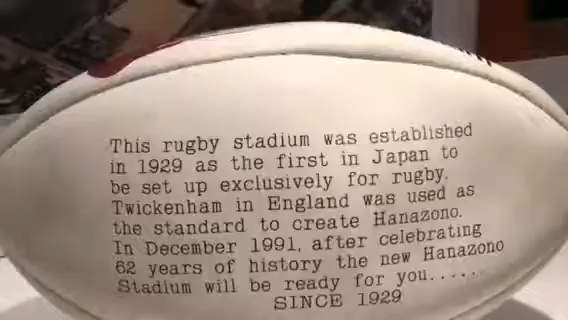 This rugby stadium was established
in 1929 as the first in Japan to
be set up exclusively for rugby.
Twickenham in England was used as
the standard to create Hanazono.
In December 1991, after celebrating
62 years of history the new Hanazono
Stadium will be ready for you......
SINCE 1929